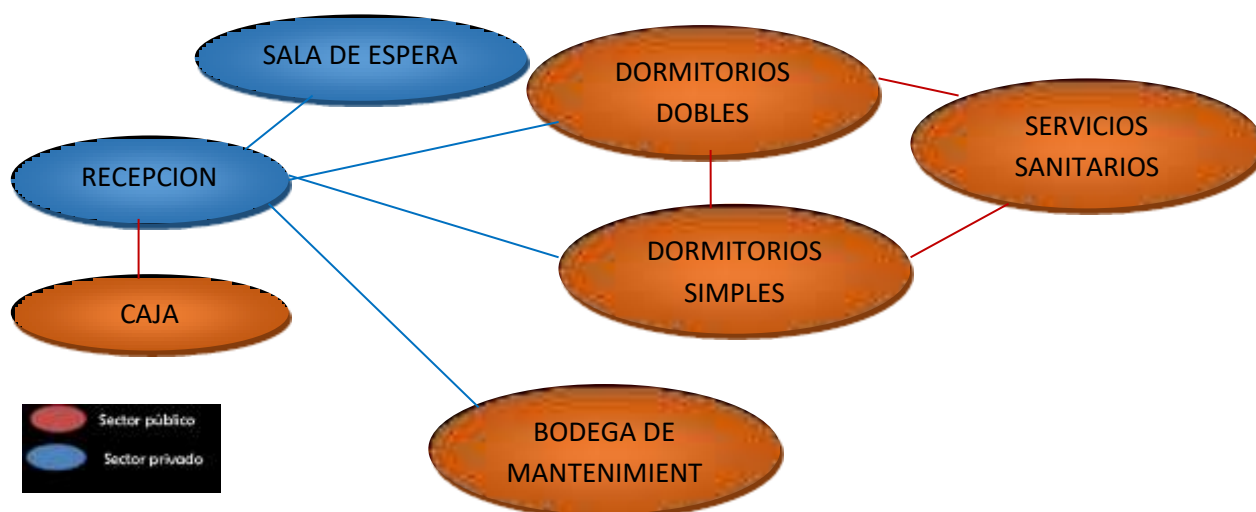 SALA DE ESPERA
DORMITORIOS
DOBLES
SERVICIOS
SANITARIOS
RECEPCION
DORMITORIOS
SIMPLES
CAJA
BODEGA DE
MANTENIMIENT
Sector público
Sector privado